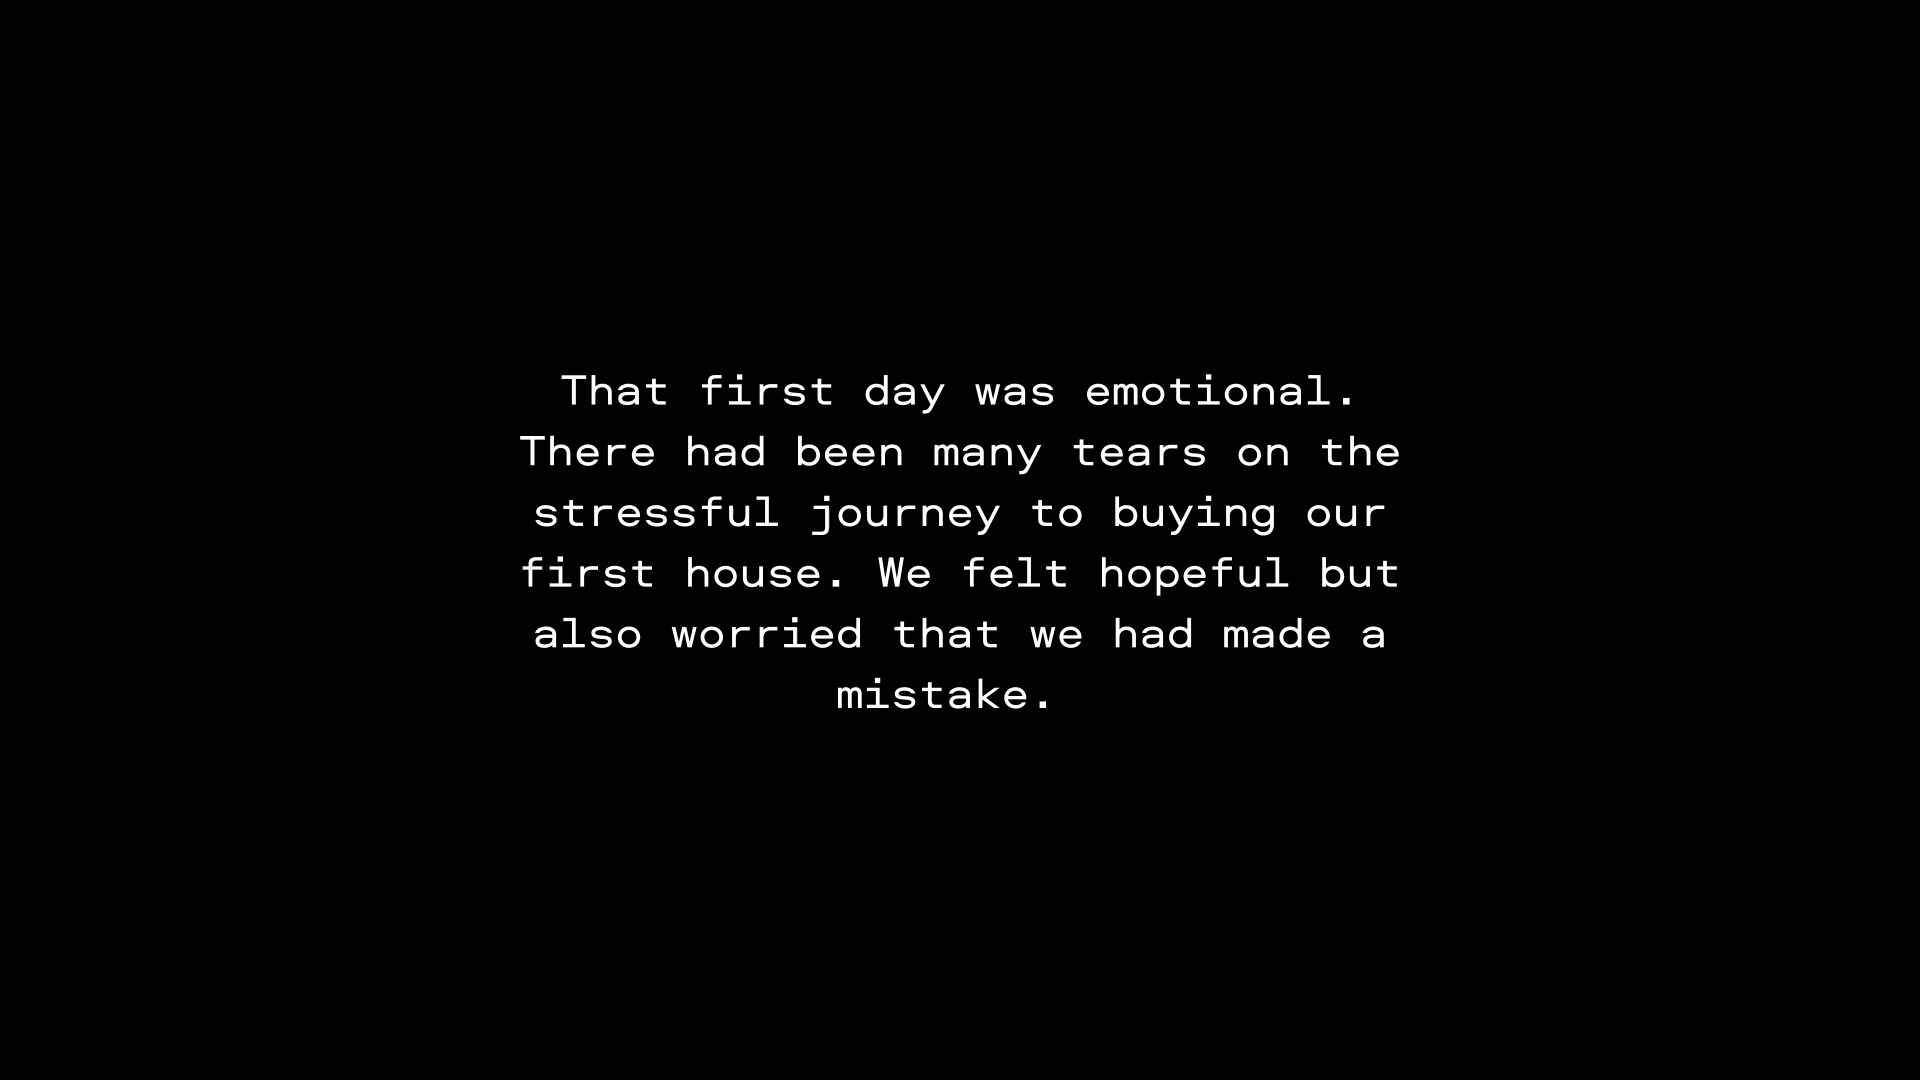 That first day was emotional.
There had been many tears on the
stressful journey to buying our
first house. We felt hopeful but
also worried that we had made a
mistake.